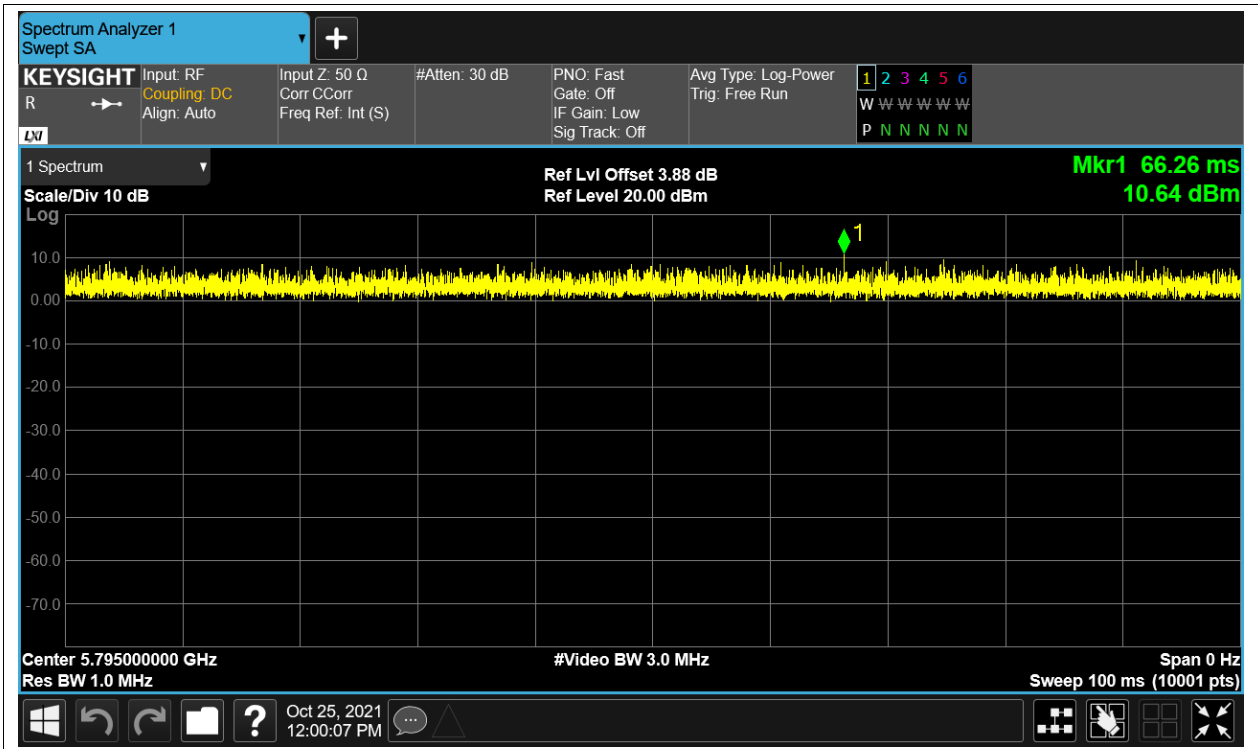 Spectrum Analyzer 1
Swept SA
KEYSIGHT
R
LXI
Input: RF
Coupling: DC
Align: Auto
Input Z: 50 Ω
Corr CCorr
Freq Ref: Int (S)
#Atten: 30 dB
PNO: Fast
Gate: Off
IF Gain: Low
Sig Track: Off
Avg Type: Log-Power
Trig: Free Run
1 2 3 4 5 6
W W W W W W
P N N N N N
1 Spectrum
Scale/Div 10 dB
Ref Lvl Offset 3.88 dB
Ref Level 20.00 dBm
Mkr1 66.26 ms
10.64 dBm
Log
1
10.0
0.00
-10.0
-20.0
-30.0
-40.0
-50.0
-60.0
-70.0
Center 5.795000000 GHz
Res BW 1.0 MHz
#Video BW 3.0 MHz
Span 0 Hz
Sweep 100 ms (10001 pts)
?
Oct 25, 2021
12:00:07 PM